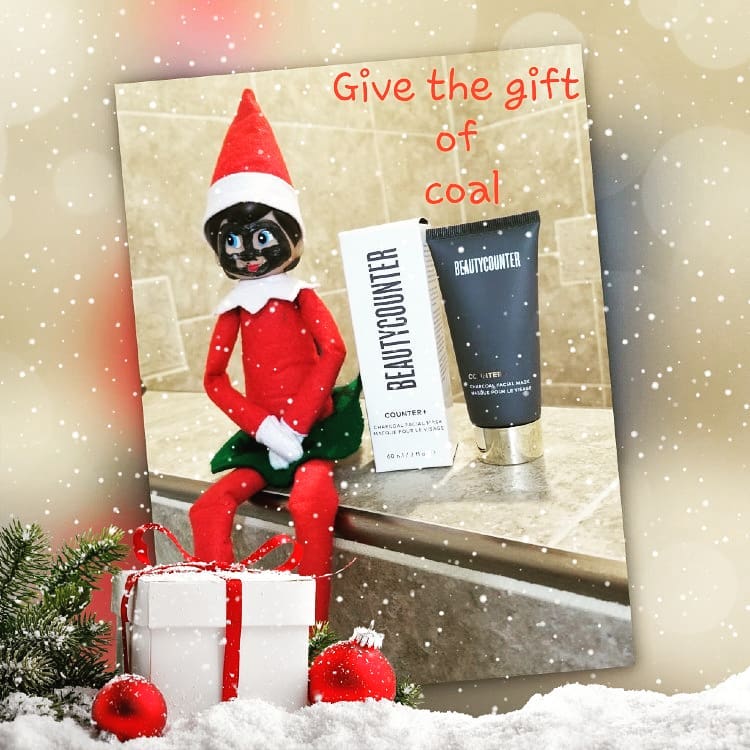 Give the gift
of
coal
BEAUTYCOUNTER
COUNTER+
CHARCOAL FACIAL MASK
MASQUE POUR LE VISAGE
BEAUTYCOUNTER
COUNTER+
CHARCOAL FACIAL MASK
MASQUE POUR LE VISAGE